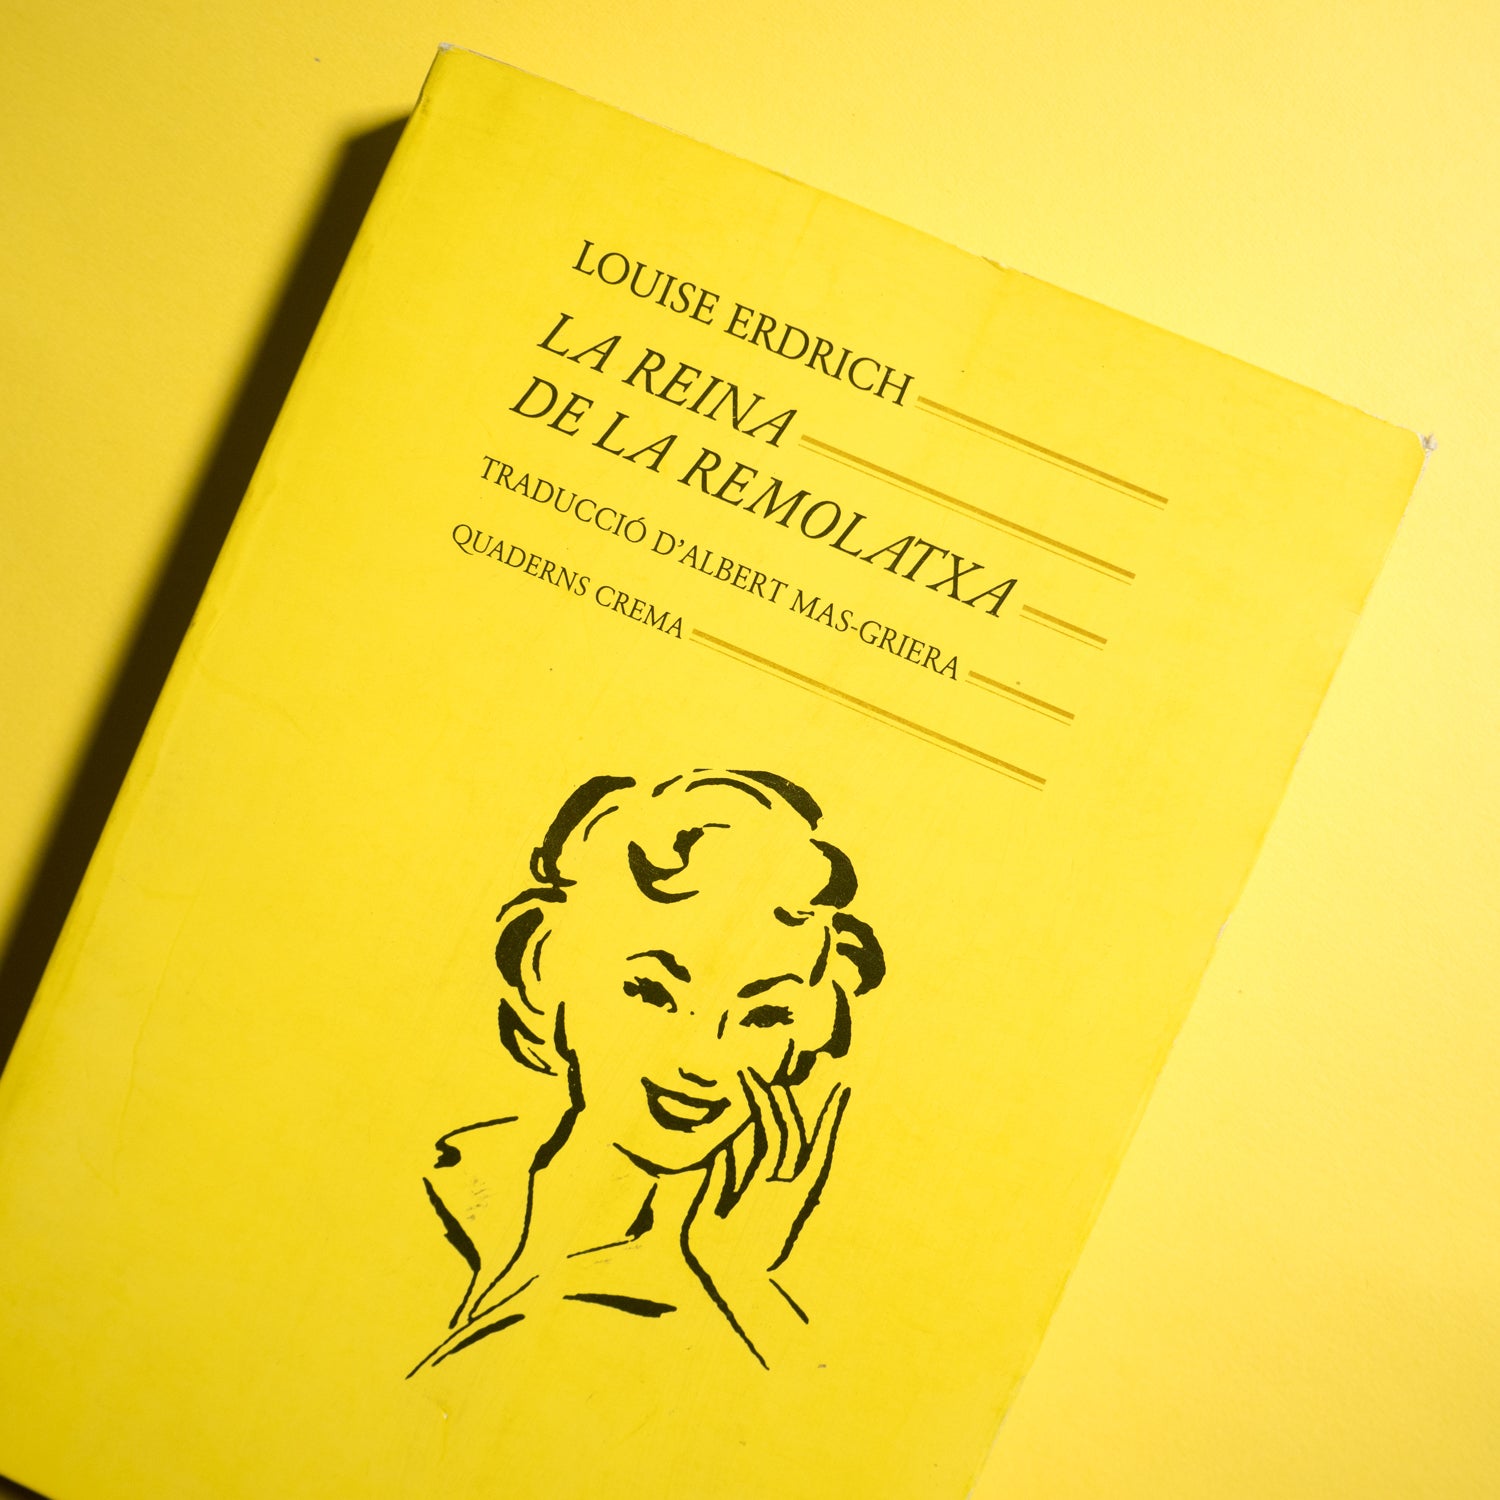 LOUISE ERDRICH
LA REINA
DE LA REMOLATXA
TRADUCCIÓ D'ALBERT MAS-GRIERA
QUADERNS CREMA